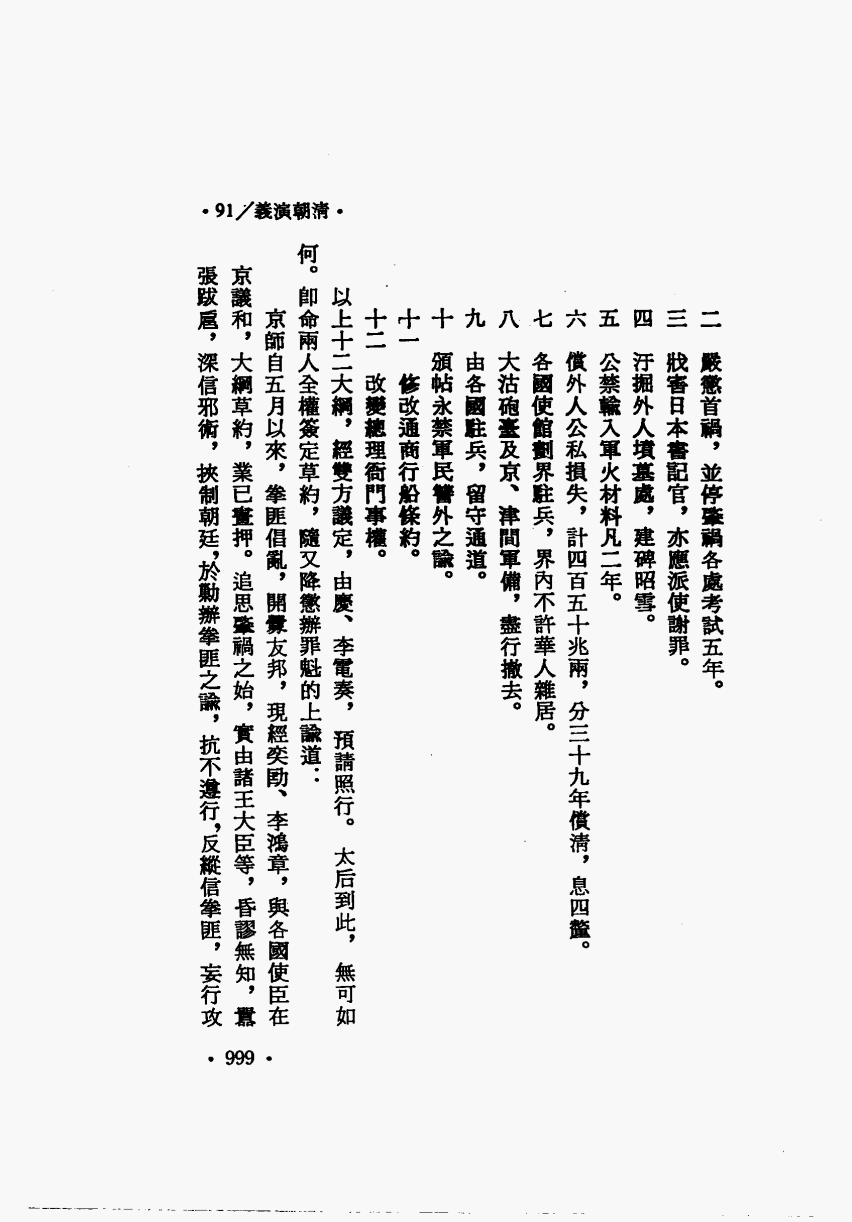 •91／義演朝清•
二　嚴懲首禍，並停肇禍各處考試五年。
三　戕害日本書記官，亦應派使謝罪。
四　汙掘外人墳墓處，建碑昭雪。
五　公禁輸入軍火材料凡二年。
六　償外人公私損失，計四百五十兆兩，分三十九年償清，息四釐。
七　各國使館劃界駐兵，界內不許華人雜居。
八　大沽砲臺及京、津間軍備，盡行撤去。
九　由各國駐兵，留守通道。
十　頒帖永禁軍民讐外之諭。
十一　修改通商行船條約。
十二　改變總理衙門事權。
以上十二大綱，經雙方議定，由慶、李電奏，預請照行。太后到此，無可如
何。卽命兩人全權簽定草約，隨又降懲辦罪魁的上諭道：
京師自五月以來，拳匪倡亂，開釁友邦，現經奕劻、李鴻章，與各國使臣在
京議和，大綱草約，業已畫押。追思肇禍之始，實由諸王大臣等，昏謬無知，囂
張跋扈，深信邪術，挾制朝廷，於勦辦拳匪之諭，抗不遵行，反縱信拳匪，妄行攻
•999•